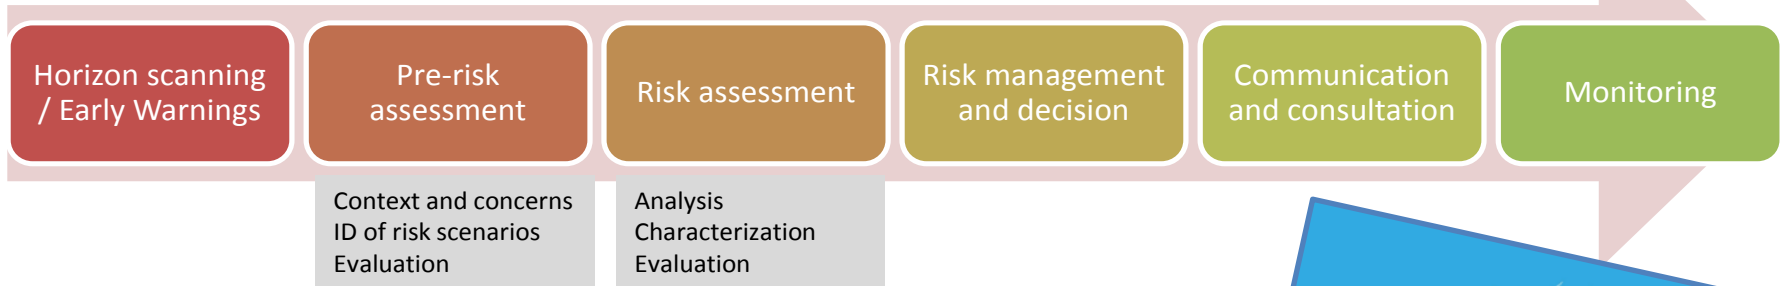 Horizon scanning
/ Early Warnings
Pre-risk
assessment
Risk assessment
Risk management
and decision
Communication
and consultation
Monitoring
Context and concerns
ID of risk scenarios
Evaluation
Analysis
Characterization
Evaluation